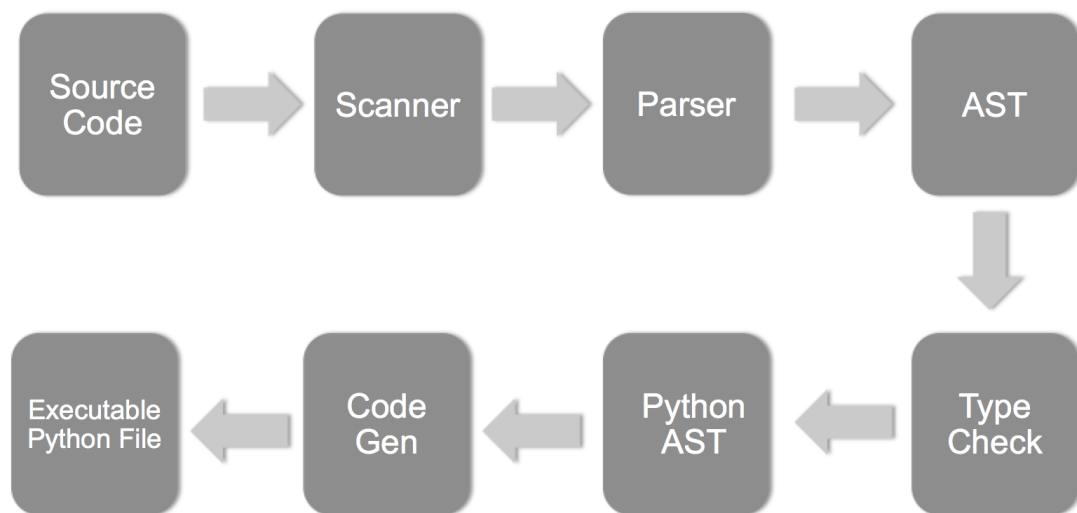 Source
Code
Scanner
Parser
AST
Type
Check
Python
AST
Code
Gen
Executable
Python File